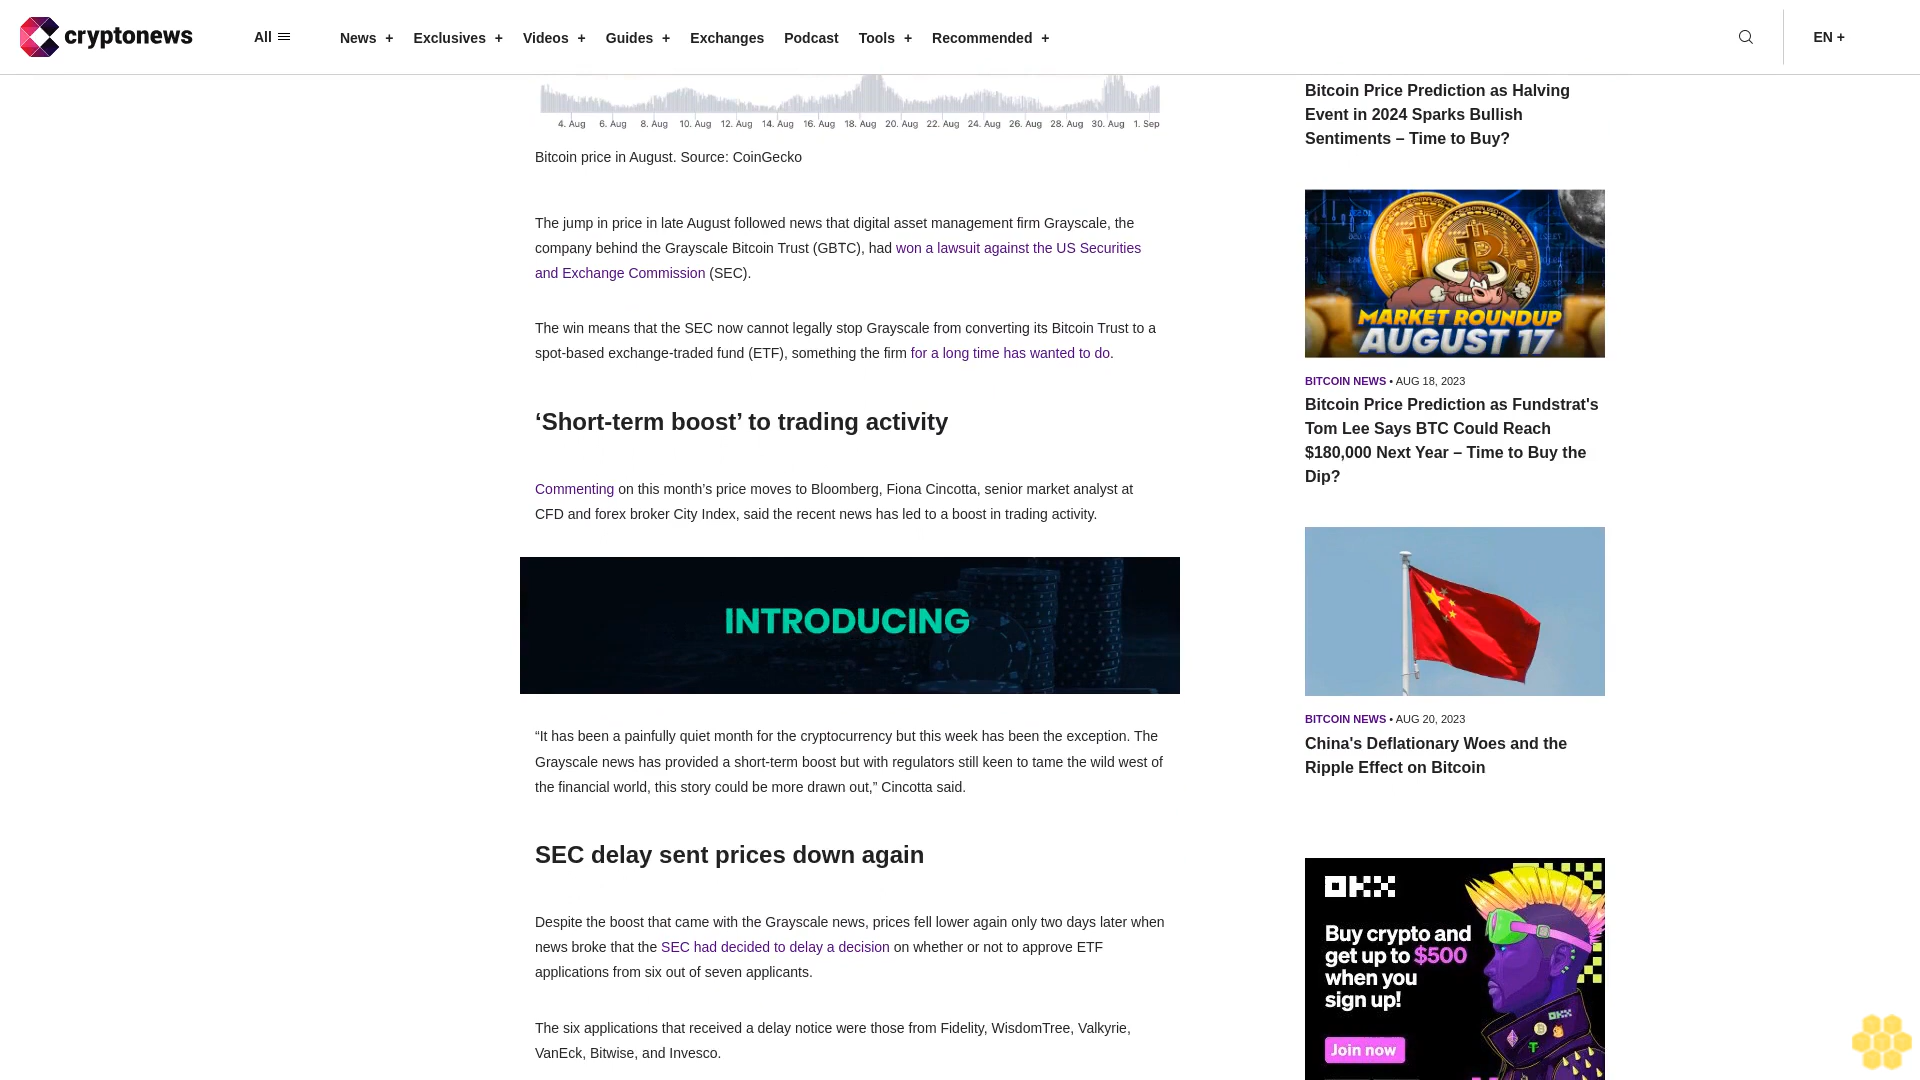 cryptonews
All
News +
Exclusives +
Videos +
Guides +
Exchanges
Podcast
Tools +
Recommended +
EN +
4. Aug 6. Aug 8. Aug 10. Aug 12. Aug 14. Aug 16. Aug 18. Aug 20. Aug 22. Aug 24. Aug 26. Aug 28. Aug 30. Aug 1. Sep
Bitcoin price in August. Source: CoinGecko
The jump in price in late August followed news that digital asset management firm Grayscale, the
company behind the Grayscale Bitcoin Trust (GBTC), had won a lawsuit against the US Securities
and Exchange Commission (SEC).
The win means that the SEC now cannot legally stop Grayscale from converting its Bitcoin Trust to a
spot-based exchange-traded fund (ETF), something the firm for a long time has wanted to do.
‘Short-term boost’ to trading activity
Commenting on this month’s price moves to Bloomberg, Fiona Cincotta, senior market analyst at
CFD and forex broker City Index, said the recent news has led to a boost in trading activity.
INTRODUCING
“It has been a painfully quiet month for the cryptocurrency but this week has been the exception. The
Grayscale news has provided a short-term boost but with regulators still keen to tame the wild west of
the financial world, this story could be more drawn out,” Cincotta said.
SEC delay sent prices down again
Despite the boost that came with the Grayscale news, prices fell lower again only two days later when
news broke that the SEC had decided to delay a decision on whether or not to approve ETF
applications from six out of seven applicants.
The six applications that received a delay notice were those from Fidelity, WisdomTree, Valkyrie,
VanEck, Bitwise, and Invesco.
Bitcoin Price Prediction as Halving
Event in 2024 Sparks Bullish
Sentiments – Time to Buy?
MARKET ROUNDUP
AUGUST 17
BITCOIN NEWS • AUG 18, 2023
Bitcoin Price Prediction as Fundstrat's
Tom Lee Says BTC Could Reach
$180,000 Next Year – Time to Buy the
Dip?
BITCOIN NEWS • AUG 20, 2023
China's Deflationary Woes and the
Ripple Effect on Bitcoin
OKX
Buy crypto and
get up to $500
when you
sign up!
Join now